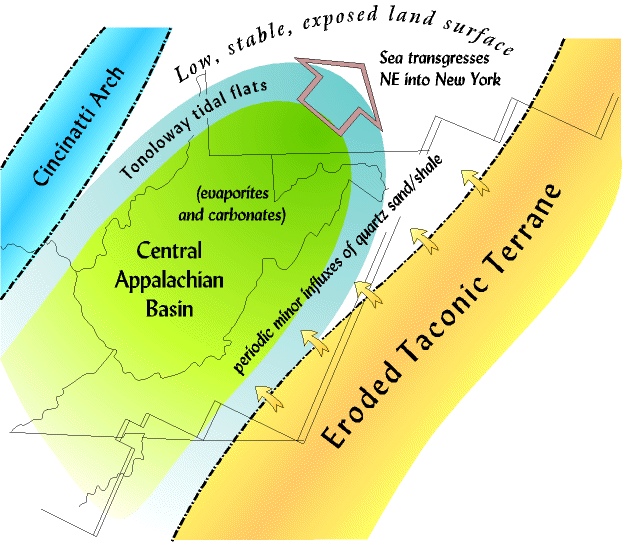 Low, stable, exposed land surface
Sea transgresses
NE into New York
Cincinatti Arch
Tonoloway tidal flats
(evaporites
and carbonates)
Central
Appalachian
Basin
periodic minor influxes of quartz sand/shale
Eroded Taconic Terrane